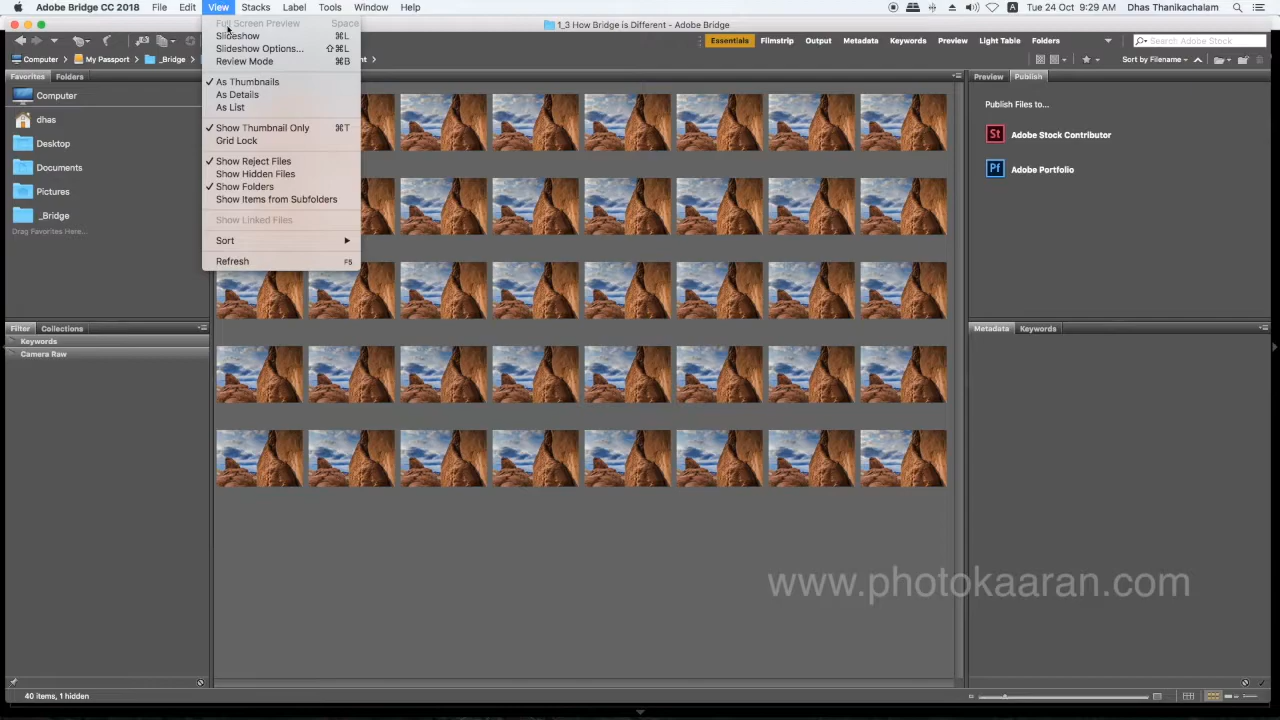 Adobe Bridge CC 2018 File Edit View Stacks Label Tools Window Help
Tue 24 Oct 9:29 AM Dhas Thanikachalam
1_3 How Bridge is Different - Adobe Bridge
Essentials Filmstrip Output Metadata Keywords Preview Light Table Folders
Search Adobe Stock
Computer My Passport _Bridge
Sort by Filename
Full Screen Preview Space
Slideshow ⌘L
Slideshow Options... ⇧⌘L
Review Mode ⌘B
✓ As Thumbnails
As Details
As List
✓ Show Thumbnail Only ⌘T
Grid Lock
✓ Show Reject Files
Show Hidden Files
✓ Show Folders
Show Items from Subfolders
Show Linked Files
Sort
Refresh F5
Favorites Folders
Computer
dhas
Desktop
Documents
Pictures
_Bridge
Drag Favorites Here...
Filter Collections
Keywords
Camera Raw
Preview Publish
Publish Files to...
St Adobe Stock Contributor
Pf Adobe Portfolio
Metadata Keywords
www.photokaaran.com
40 items, 1 hidden